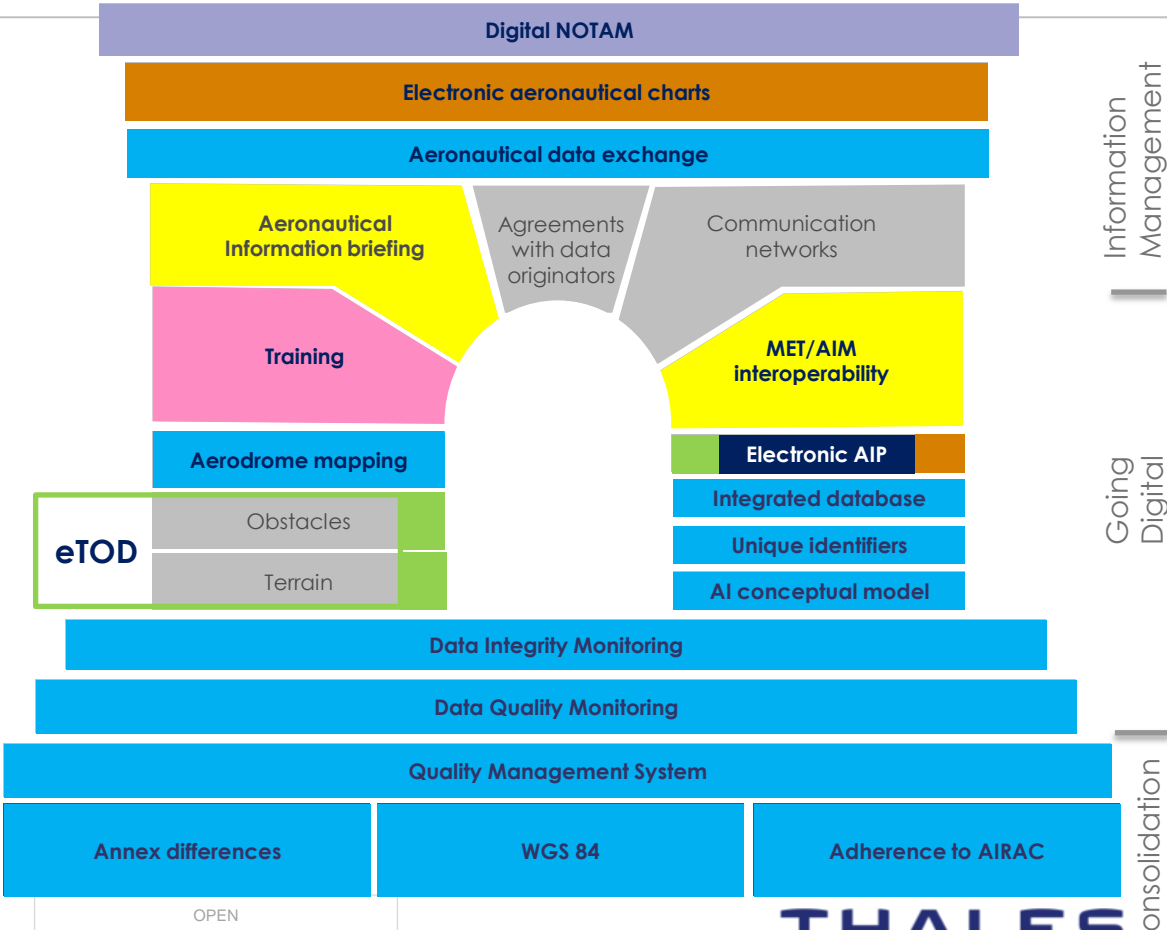 Digital NOTAM
Electronic aeronautical charts
Aeronautical data exchange
Aeronautical
Information briefing
Agreements
with data
originators
Communication
networks
Information
Management
Training
MET/AIM
interoperability
Aerodrome mapping
Electronic AIP
Obstacles
Integrated database
eTOD
Unique identifiers
Terrain
AI conceptual model
Going
Digital
Data Integrity Monitoring
Data Quality Monitoring
Quality Management System
Annex differences
WGS 84
Adherence to AIRAC
onsolidation
OPEN
THALES